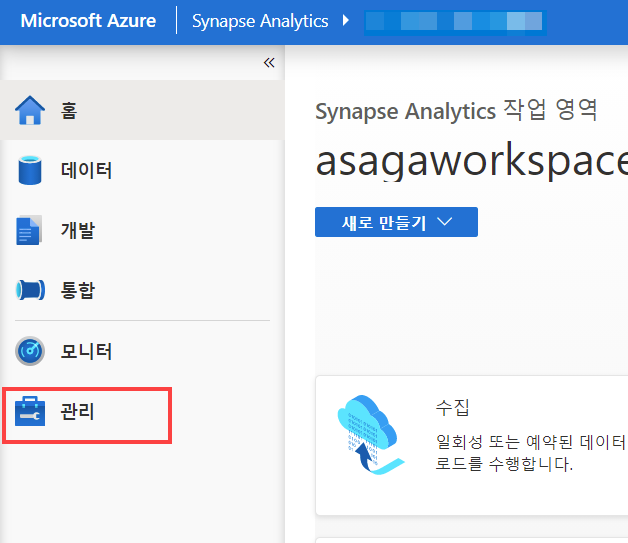 Microsoft Azure
Synapse Analytics
홈
데이터
개발
통합
모니터
관리
Synapse Analytics 작업 영역
asagaworkspace
새로 만들기
수집
일회성 또는 예약된 데이터
로드를 수행합니다.